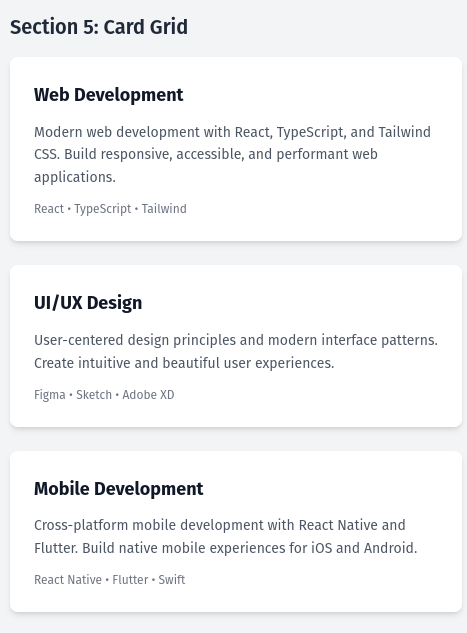 Section 5: Card Grid
Web Development
Modern web development with React, TypeScript, and Tailwind
CSS. Build responsive, accessible, and performant web
applications.
React • TypeScript • Tailwind
UI/UX Design
User-centered design principles and modern interface patterns.
Create intuitive and beautiful user experiences.
Figma • Sketch • Adobe XD
Mobile Development
Cross-platform mobile development with React Native and
Flutter. Build native mobile experiences for iOS and Android.
React Native • Flutter • Swift